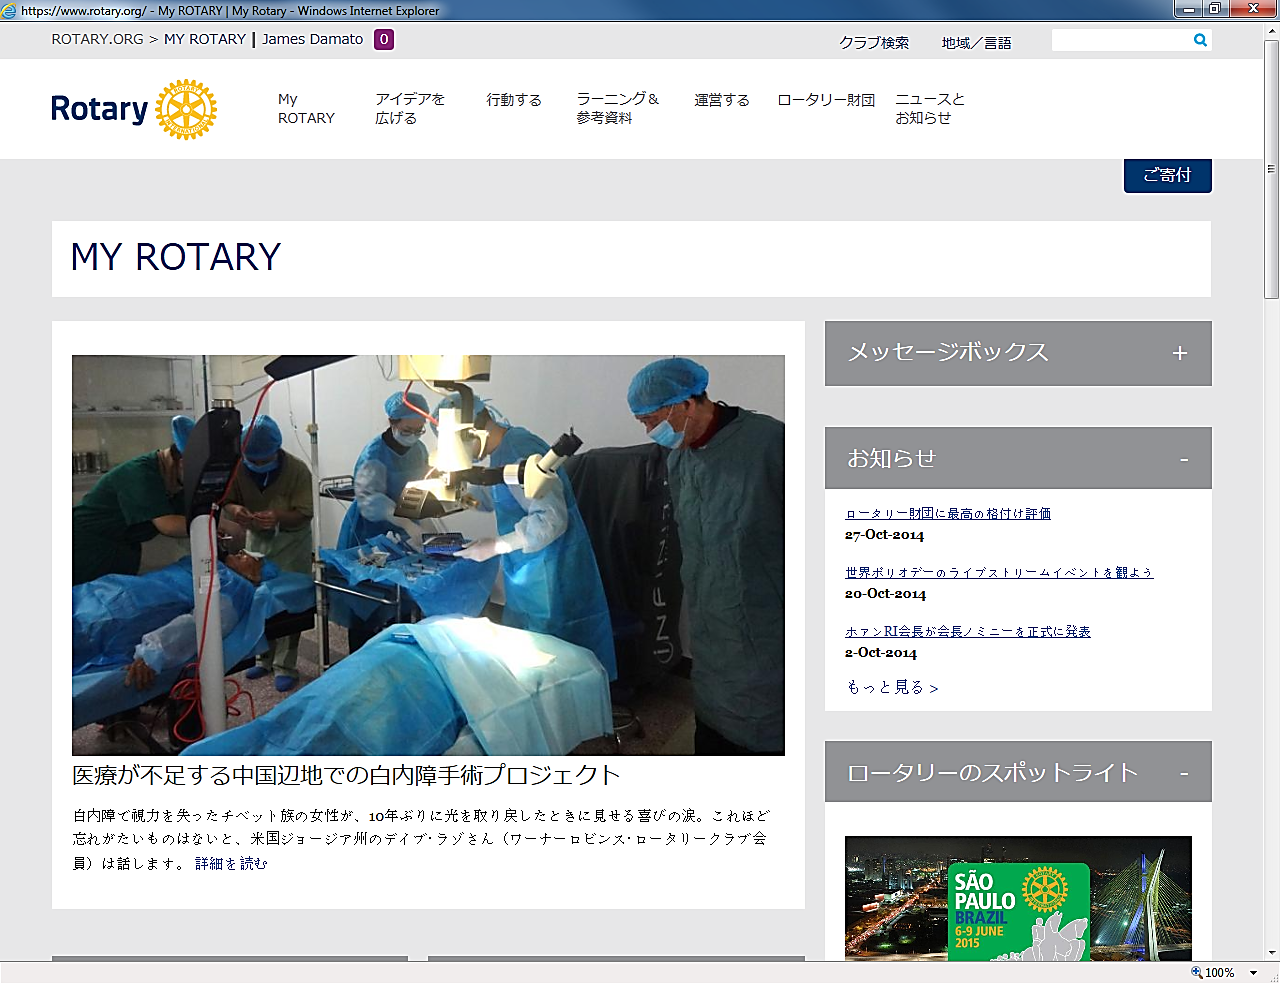 https://www.rotary.org/ - My ROTARY | My Rotary - Windows Internet Explorer
ROTARY.ORG > MY ROTARY | James Damato 0
クラブ検索 地域／言語
Rotary
ROTARY
INTERNATIONAL
My ROTARY
アイデアを広げる
行動する
ラーニング＆参考資料
運営する
ロータリー財団
ニュースとお知らせ
ご寄付
MY ROTARY
INFINI
医療が不足する中国辺地での白内障手術プロジェクト
白内障で視力を失ったチベット族の女性が、10年ぶりに光を取り戻したときに見せる喜びの涙。これほど
忘れがたいものはないと、米国ジョージア州のデイブ･ラゾさん（ワーナーロビンス･ロータリークラブ会
員）は話します。 詳細を読む
メッセージボックス +
お知らせ -
ロータリー財団に最高の格付け評価
27-Oct-2014
世界ポリオデーのライブストリームイベントを観よう
20-Oct-2014
ホァンRI会長が会長ノミニーを正式に発表
2-Oct-2014
もっと見る >
ロータリーのスポットライト -
SÃO
PAULO
BRAZIL
6-9 JUNE
2015
100%